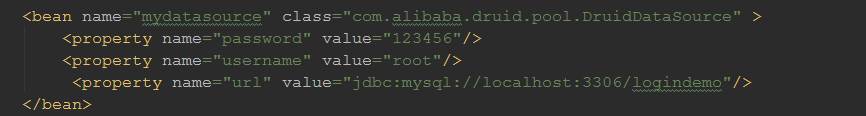 <bean name="mydatasource" class="com.alibaba.druid.pool.DruidDataSource" >
<property name="password" value="123456"/>
<property name="username" value="root"/>
<property name="url" value="jdbc:mysql://localhost:3306/logindemo"/>
</bean>